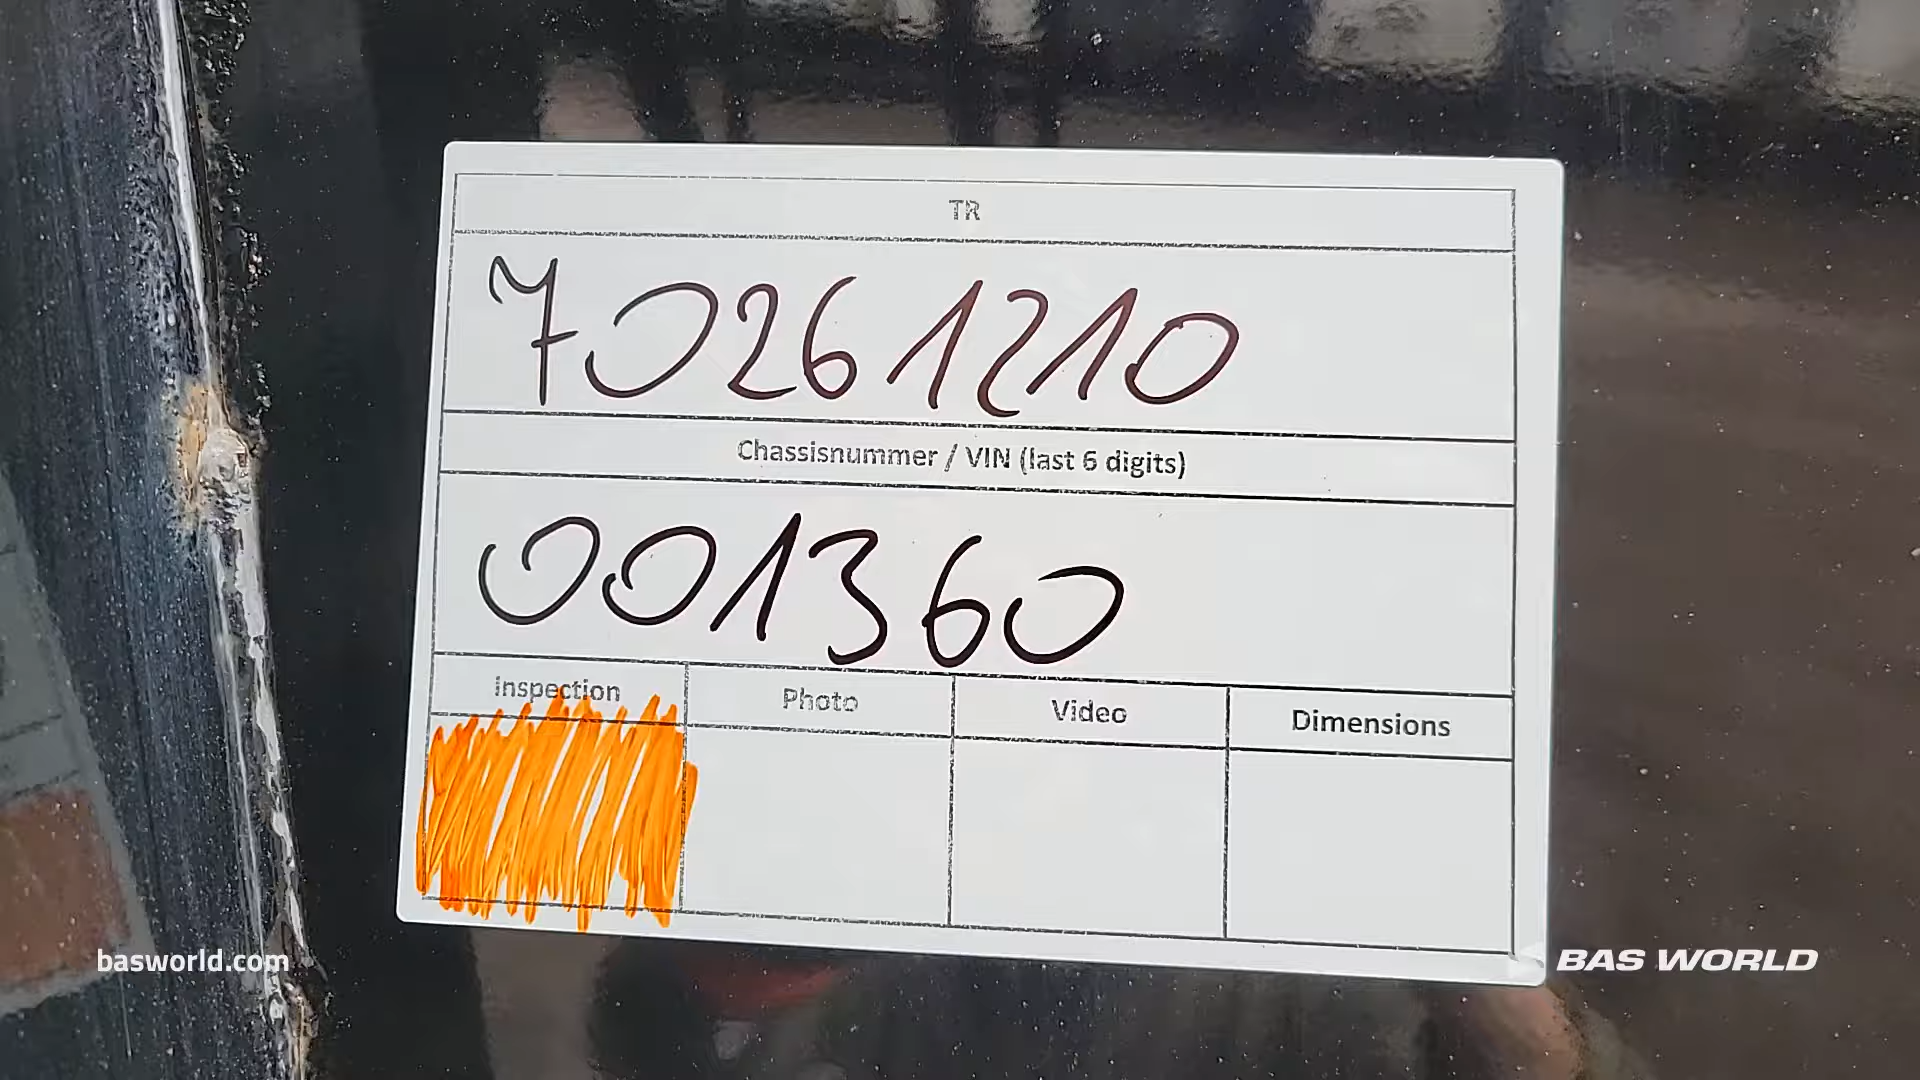 TR
70261210
Chassisnummer / VIN (last 6 digits)
001360
Inspection Photo Video Dimensions
basworld.com BAS WORLD